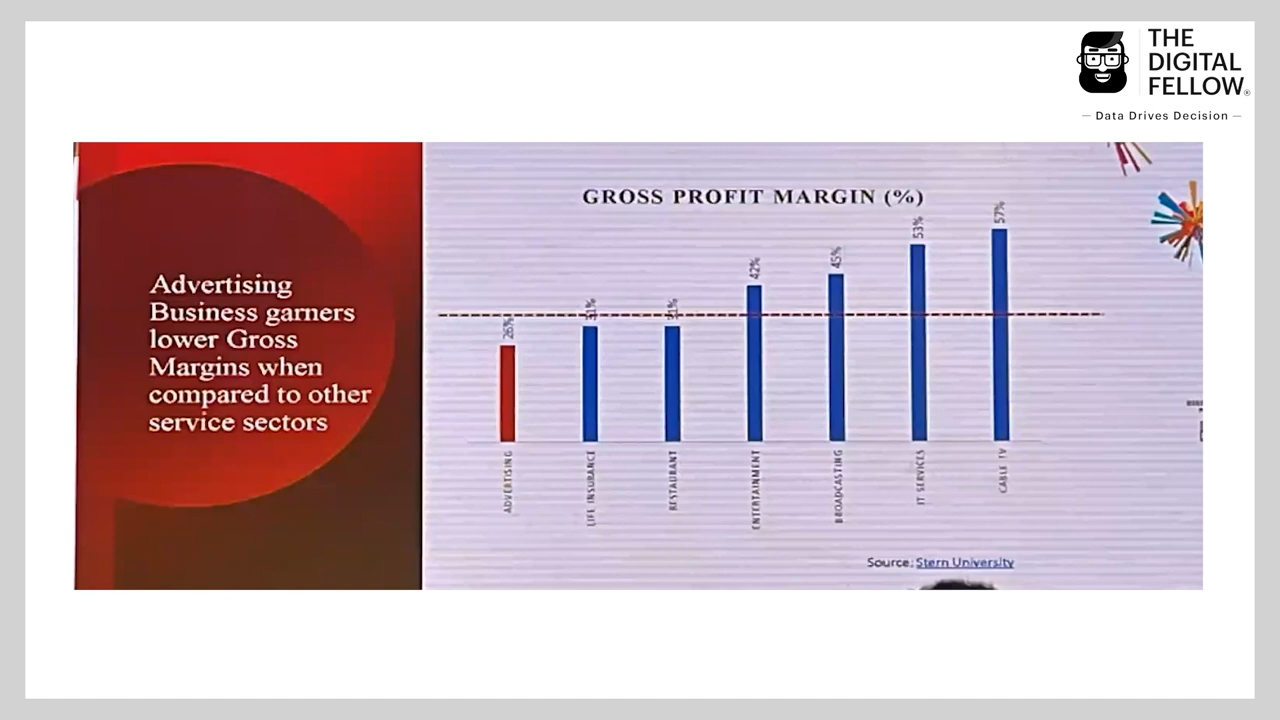 THE
DIGITAL
FELLOW®
— Data Drives Decision —
Advertising
Business garners
lower Gross
Margins when
compared to other
service sectors
GROSS PROFIT MARGIN (%)
26%
31%
31%
42%
45%
53%
57%
ADVERTISING
LIFE INSURANCE
RESTAURANT
ENTERTAINMENT
BROADCASTING
IT SERVICES
CABLE TV
Source: Stern University